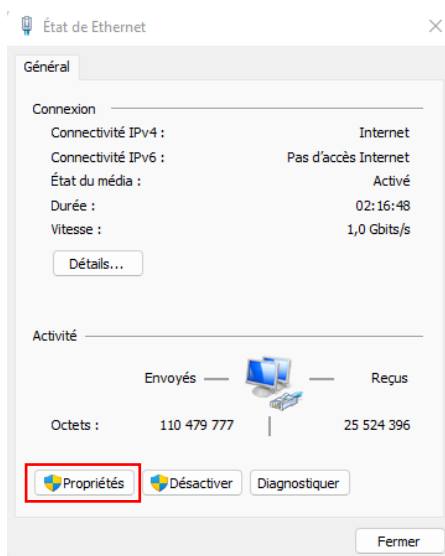 État de Ethernet
Général
Connexion
Connectivité IPv4 : Internet
Connectivité IPv6 : Pas d'accès Internet
État du média : Activé
Durée : 02:16:48
Vitesse : 1,0 Gbits/s
Détails...
Activité
Envoyés Reçus
Octets : 110 479 777 25 524 396
Propriétés Désactiver Diagnostiquer
Fermer